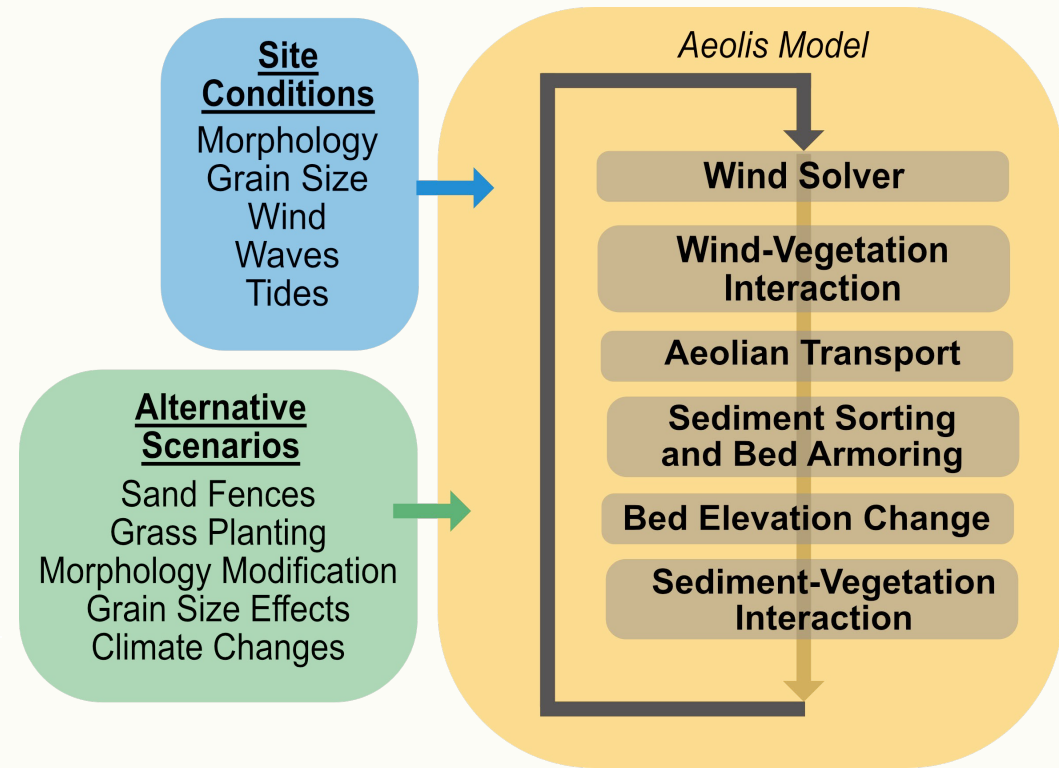 Site
Conditions
Morphology
Grain Size
Wind
Waves
Tides
Alternative
Scenarios
Sand Fences
Grass Planting
Morphology Modification
Grain Size Effects
Climate Changes
Aeolis Model
Wind Solver
Wind-Vegetation
Interaction
Aeolian Transport
Sediment Sorting
and Bed Armoring
Bed Elevation Change
Sediment-Vegetation
Interaction